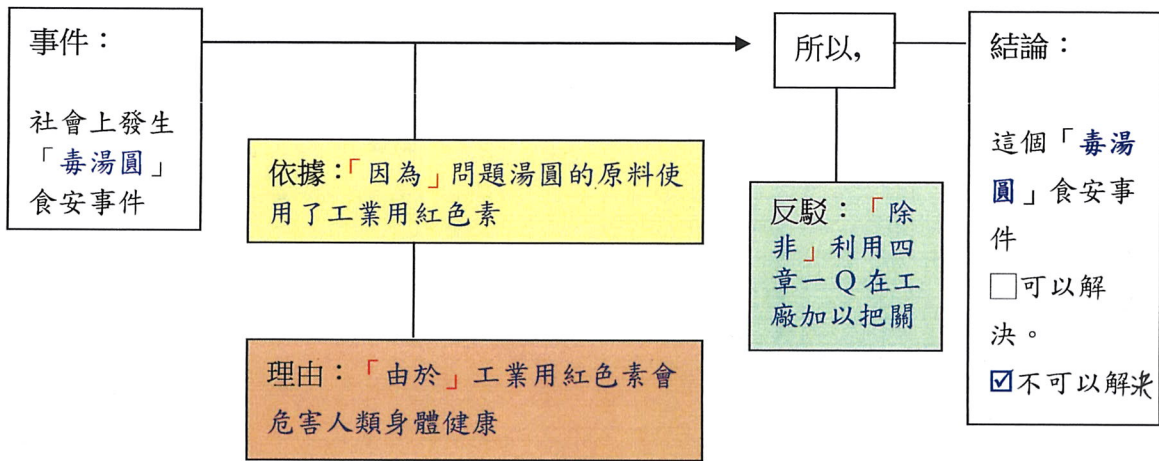 事件：
社會上發生
「毒湯圓」
食安事件
依據：「因為」問題湯圓的原料使
用了工業用紅色素
理由：「由於」工業用紅色素會
危害人類身體健康
所以,
反駁：「除
非」利用四
章一Q在工
廠加以把關
結論：
這個「毒湯
圓」食安事
件
□可以解
決。
☑不可以解决